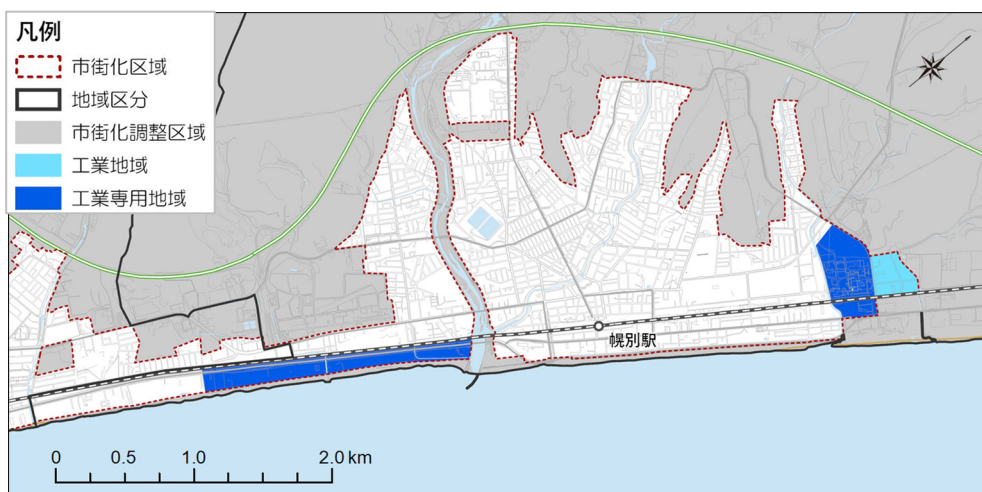 凡例
市街化区域
地域区分
市街化調整区域
工業地域
工業専用地域
幌別駅
0 0.5 1.0 2.0 km